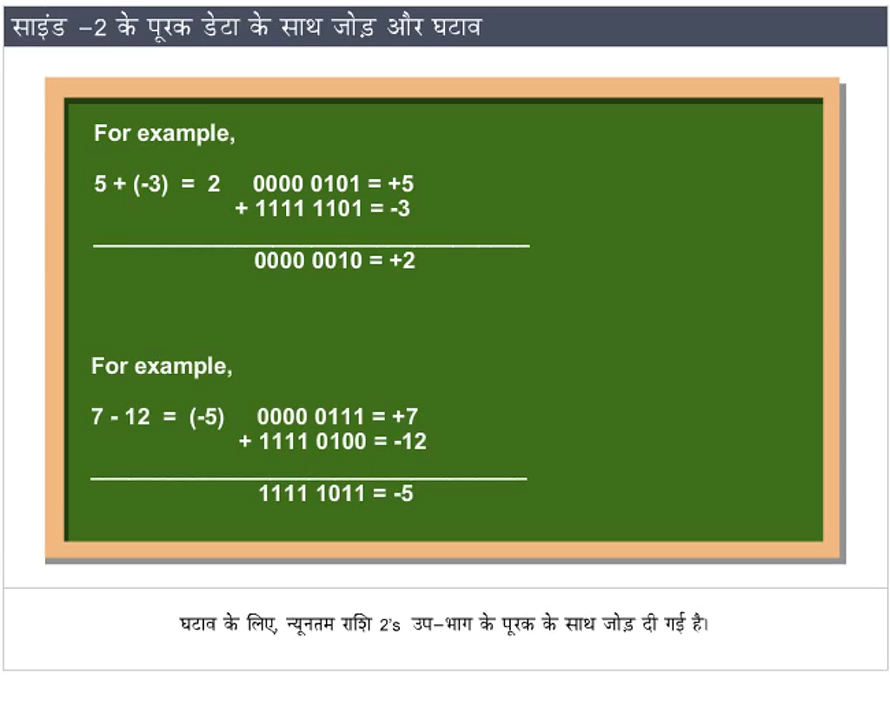 साइंड –2 के पूरक डेटा के साथ जोड़ और घटाव
For example,
5 + (-3) = 2 0000 0101 = +5
+ 1111 1101 = -3
0000 0010 = +2
For example,
7 - 12 = (-5) 0000 0111 = +7
+ 1111 0100 = -12
1111 1011 = -5
घटाव के लिए, न्यूनतम राशि 2's उप–भाग के पूरक के साथ जोड़ दी गई है।